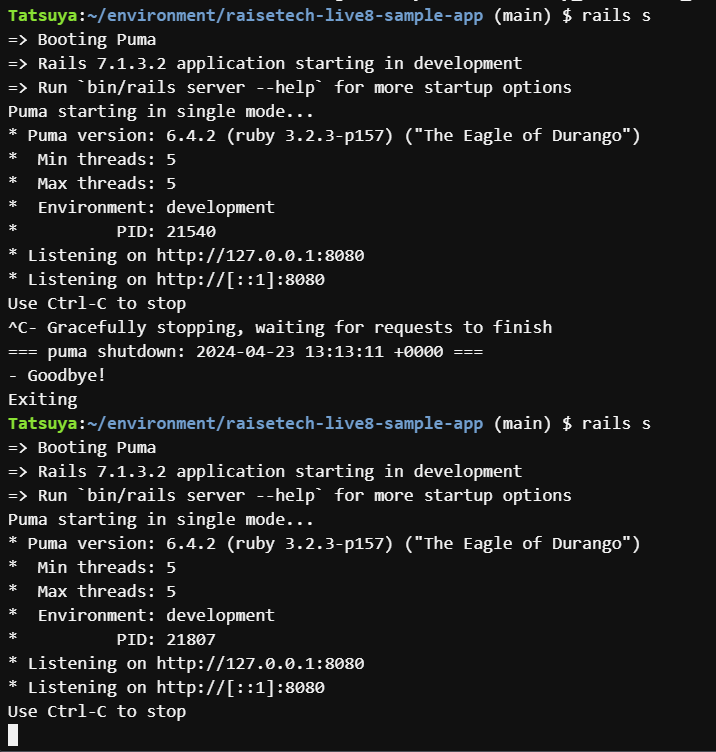 Tatsuya:~/environment/raisetech-live8-sample-app (main) $ rails s
=> Booting Puma
=> Rails 7.1.3.2 application starting in development
=> Run `bin/rails server --help` for more startup options
Puma starting in single mode...
* Puma version: 6.4.2 (ruby 3.2.3-p157) ("The Eagle of Durango")
*  Min threads: 5
*  Max threads: 5
*  Environment: development
*          PID: 21540
* Listening on http://127.0.0.1:8080
* Listening on http://[::1]:8080
Use Ctrl-C to stop
^C- Gracefully stopping, waiting for requests to finish
=== puma shutdown: 2024-04-23 13:13:11 +0000 ===
- Goodbye!
Exiting
Tatsuya:~/environment/raisetech-live8-sample-app (main) $ rails s
=> Booting Puma
=> Rails 7.1.3.2 application starting in development
=> Run `bin/rails server --help` for more startup options
Puma starting in single mode...
* Puma version: 6.4.2 (ruby 3.2.3-p157) ("The Eagle of Durango")
*  Min threads: 5
*  Max threads: 5
*  Environment: development
*          PID: 21807
* Listening on http://127.0.0.1:8080
* Listening on http://[::1]:8080
Use Ctrl-C to stop